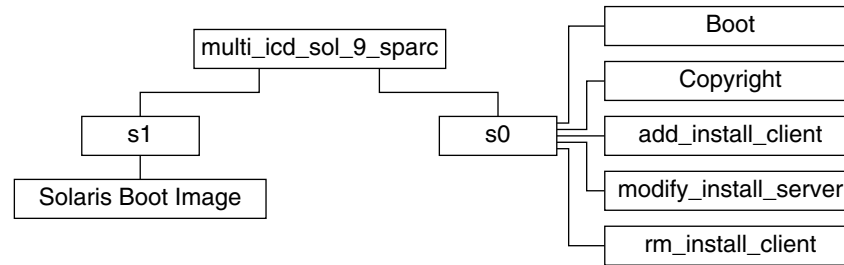 multi_icd_sol_9_sparc
s1
Solaris Boot Image
s0
Boot
Copyright
add_install_client
modify_install_server
rm_install_client